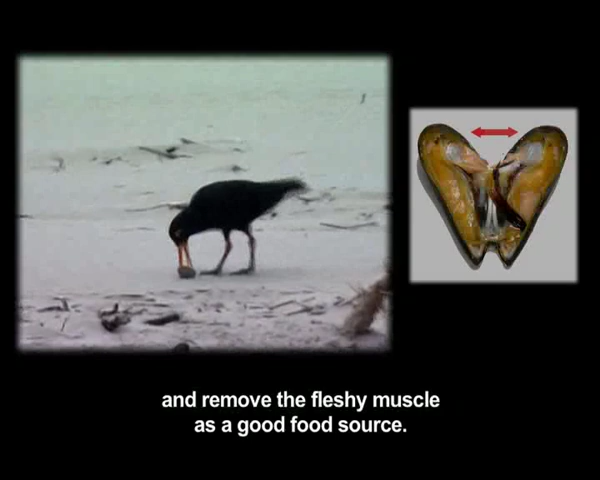 and remove the fleshy muscle
as a good food source.